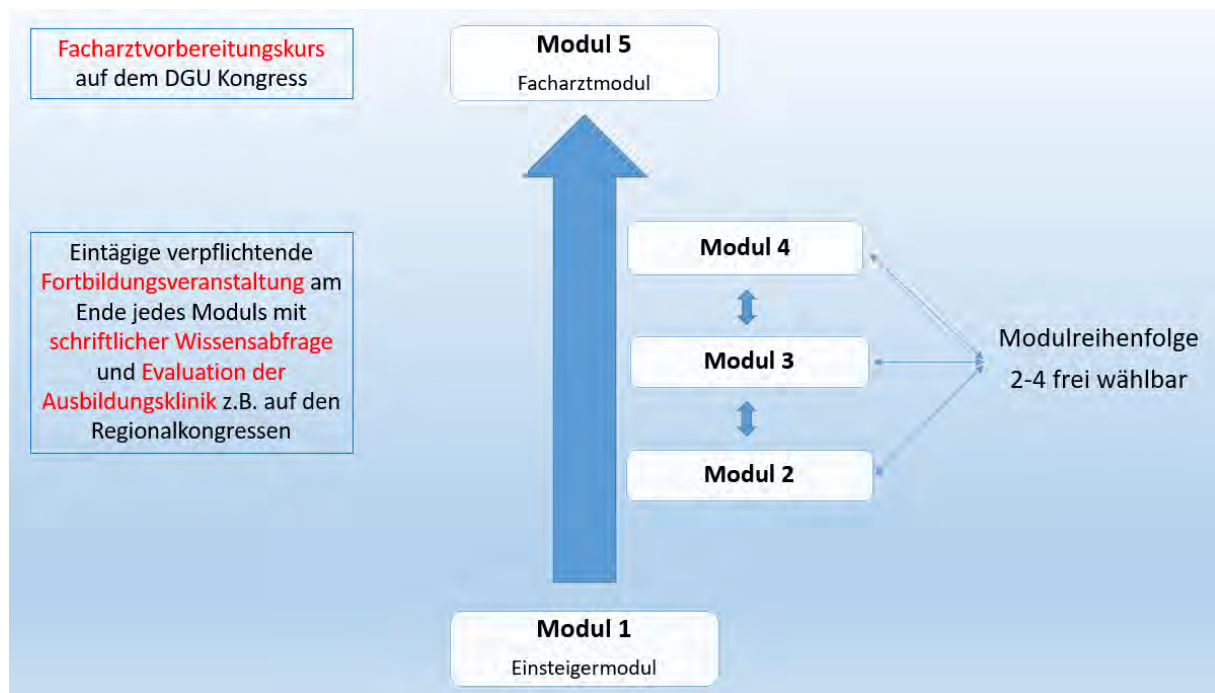 Facharztvorbereitungskurs
auf dem DGU Kongress
Modul 5
Facharztmodul
Eintägige verpflichtende
Fortbildungsveranstaltung am
Ende jedes Moduls mit
schriftlicher Wissensabfrage
und Evaluation der
Ausbildungsklinik z.B. auf den
Regionalkongressen
Modul 4
Modul 3
Modul 2
Modulreihenfolge
2-4 frei wählbar
Modul 1
Einsteigermodul